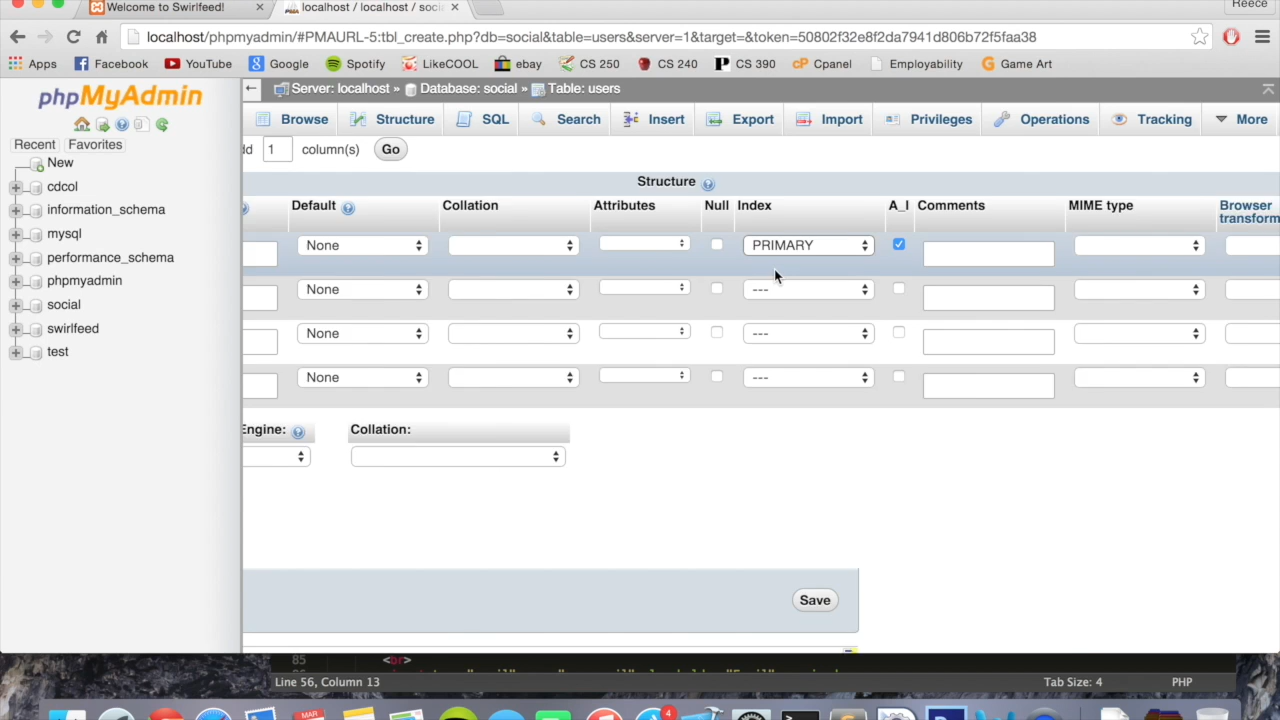 Welcome to Swirlfeed!
localhost / localhost / soci
Reece
localhost/phpmyadmin/#PMAURL-5:tbl_create.php?db=social&table=users&server=1&target=&token=50802f32e8f2da7941d806b72f5faa38
Apps Facebook YouTube Google Spotify LikeCOOL ebay CS 250 CS 240 CS 390 Cpanel Employability Game Art
phpMyAdmin
Server: localhost » Database: social » Table: users
Browse Structure SQL Search Insert Export Import Privileges Operations Tracking More
Recent Favorites
New
cdcol
information_schema
mysql
performance_schema
phpmyadmin
social
swirlfeed
test
dd 1 column(s) Go
Structure
Default Collation Attributes Null Index A_I Comments MIME type Browser transform
None PRIMARY
None ---
None ---
None ---
Engine: Collation:
Save
85 <br>
Line 56, Column 13 Tab Size: 4 PHP
MAR 4